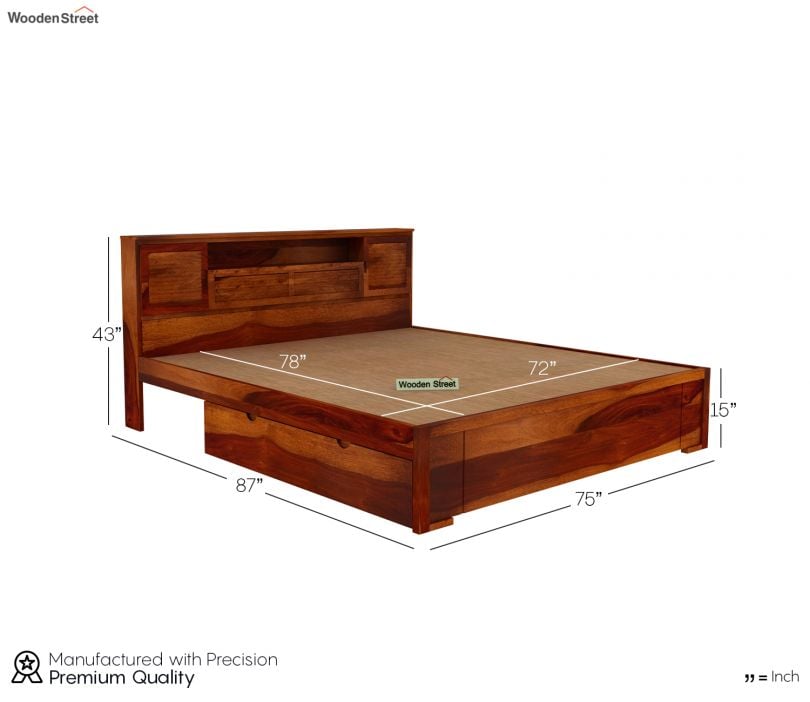 WoodenStreet
43”
78”
72”
Wooden Street
15”
87”
75”
Manufactured with Precision
Premium Quality
” = Inch